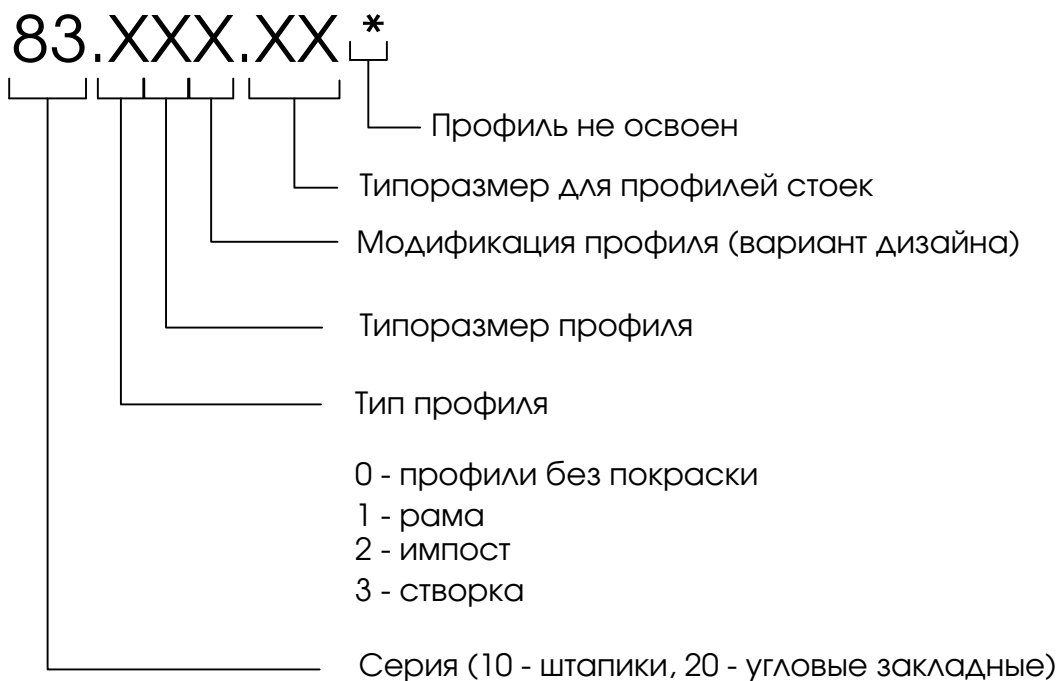 83.XXX.XX*
Профиль не освоен
Типоразмер для профилей стоек
Модификация профиля (вариант дизайна)
Типоразмер профиля
Тип профиля
0 - профили без покраски
1 - рама
2 - импост
3 - створка
Серия (10 - штапики, 20 - угловые закладные)